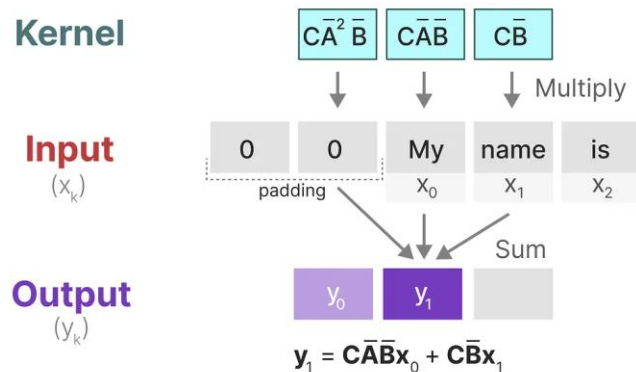 Kernel
CA̅² B̅
CA̅B̅
CB̅
Multiply
Input
(xₖ)
0
0
My
name
is
padding
x₀
x₁
x₂
Sum
Output
(yₖ)
y₀
y₁
y₁ = CA̅B̅x₀ + CB̅x₁